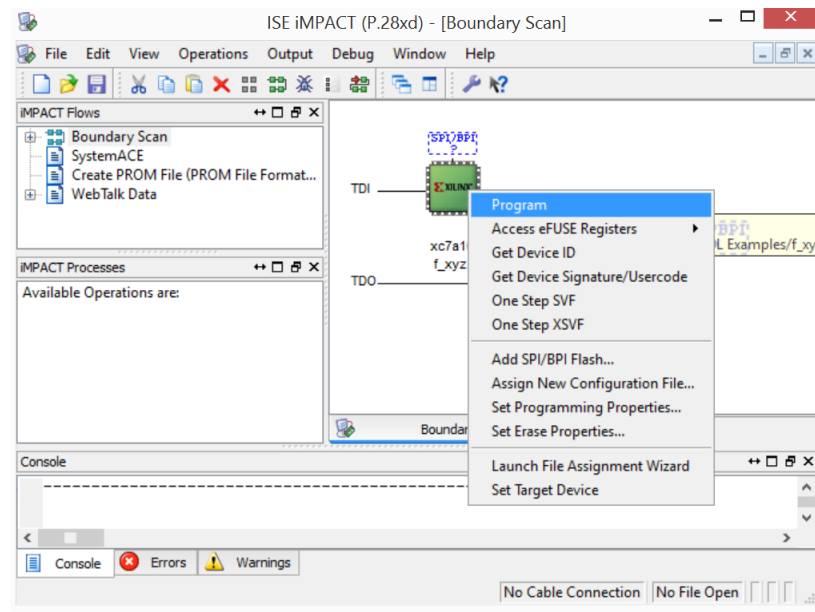 ISE iMPACT (P.28xd) - [Boundary Scan]
File Edit View Operations Output Debug Window Help
iMPACT Flows
Boundary Scan
SystemACE
Create PROM File (PROM File Format...
WebTalk Data
iMPACT Processes
Available Operations are:
SPI/BPI
?
TDI
XILINX
xc7a1
f_xyz
TDO
Program
Access eFUSE Registers
Get Device ID
Get Device Signature/Usercode
One Step SVF
One Step XSVF
Add SPI/BPI Flash...
Assign New Configuration File...
Set Programming Properties...
Set Erase Properties...
Launch File Assignment Wizard
Set Target Device
/BPI
L Examples/f_xy
Boundar
Console
Console Errors Warnings
No Cable Connection No File Open